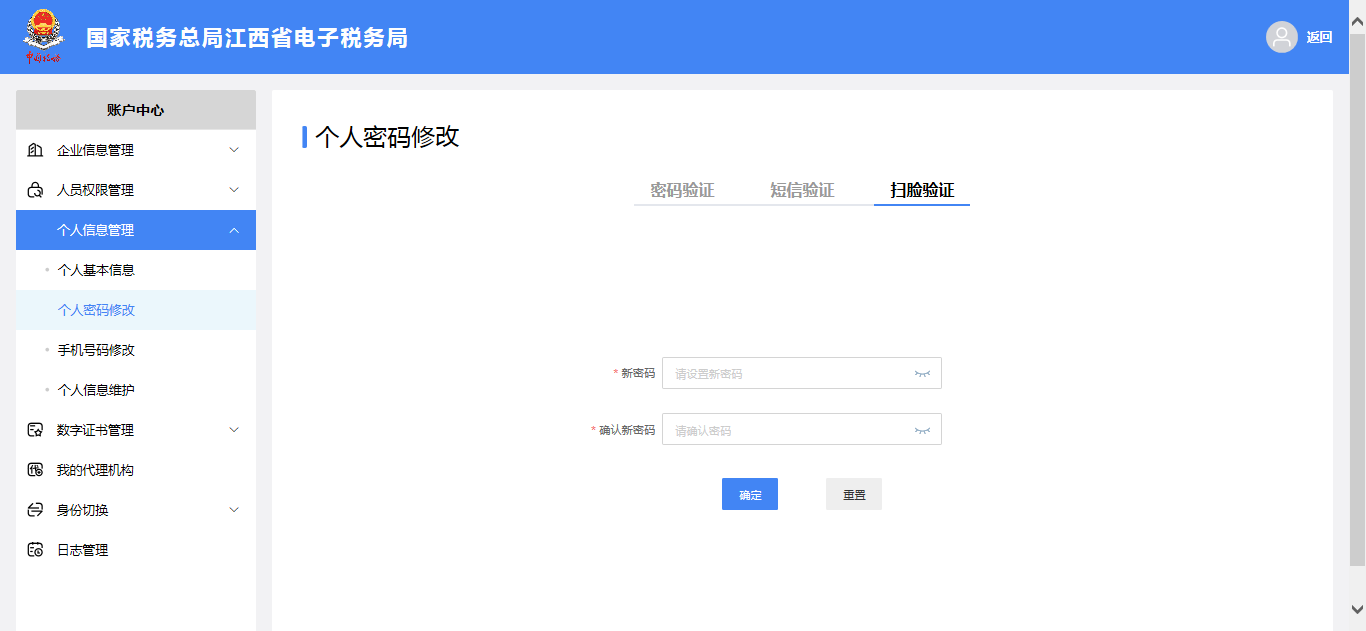 国家税务总局江西省电子税务局
返回
账户中心
企业信息管理
人员权限管理
个人信息管理
个人基本信息
个人密码修改
手机号码修改
个人信息维护
数字证书管理
我的代理机构
身份切换
日志管理
个人密码修改
密码验证 短信验证 扫脸验证
* 新密码 请设置新密码
* 确认新密码 请确认密码
确定 重置